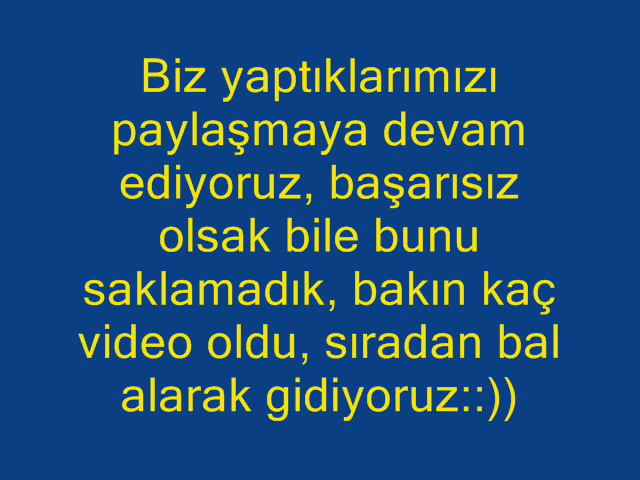 Biz yaptıklarımızı
paylaşmaya devam
ediyoruz, başarısız
olsak bile bunu
saklamadık, bakın kaç
video oldu, sıradan bal
alarak gidiyoruz::))